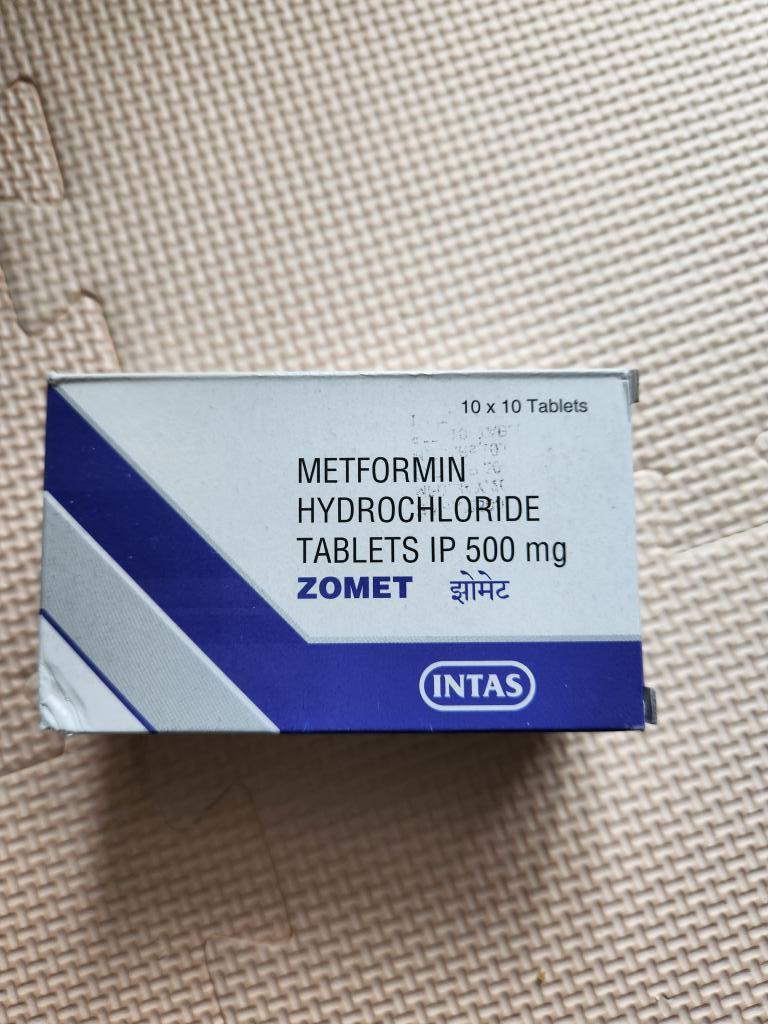 10 x 10 Tablets
METFORMIN
HYDROCHLORIDE
TABLETS IP 500 mg
ZOMET झोमेट
INTAS